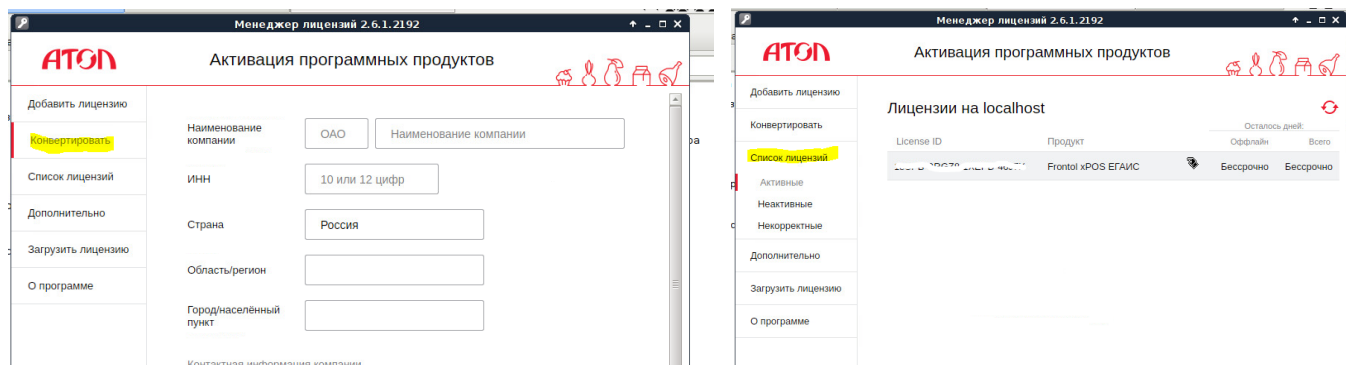 Менеджер лицензий 2.6.1.2192
АТОЛ
Активация программных продуктов
Добавить лицензию
Конвертировать
Список лицензий
Дополнительно
Загрузить лицензию
О программе
Наименование компании
ОАО
Наименование компании
ИНН
10 или 12 цифр
Страна
Россия
Область/регион
Город/населённый
пункт
Контактная информация компании
Менеджер лицензий 2.6.1.2192
АТОЛ
Активация программных продуктов
Добавить лицензию
Конвертировать
Список лицензий
Активные
Неактивные
Некорректные
Дополнительно
Загрузить лицензию
О программе
Лицензии на localhost
Осталось дней:
License ID
Продукт
Оффлайн
Всего
Frontol xPOS ЕГАИС
Бессрочно
Бессрочно